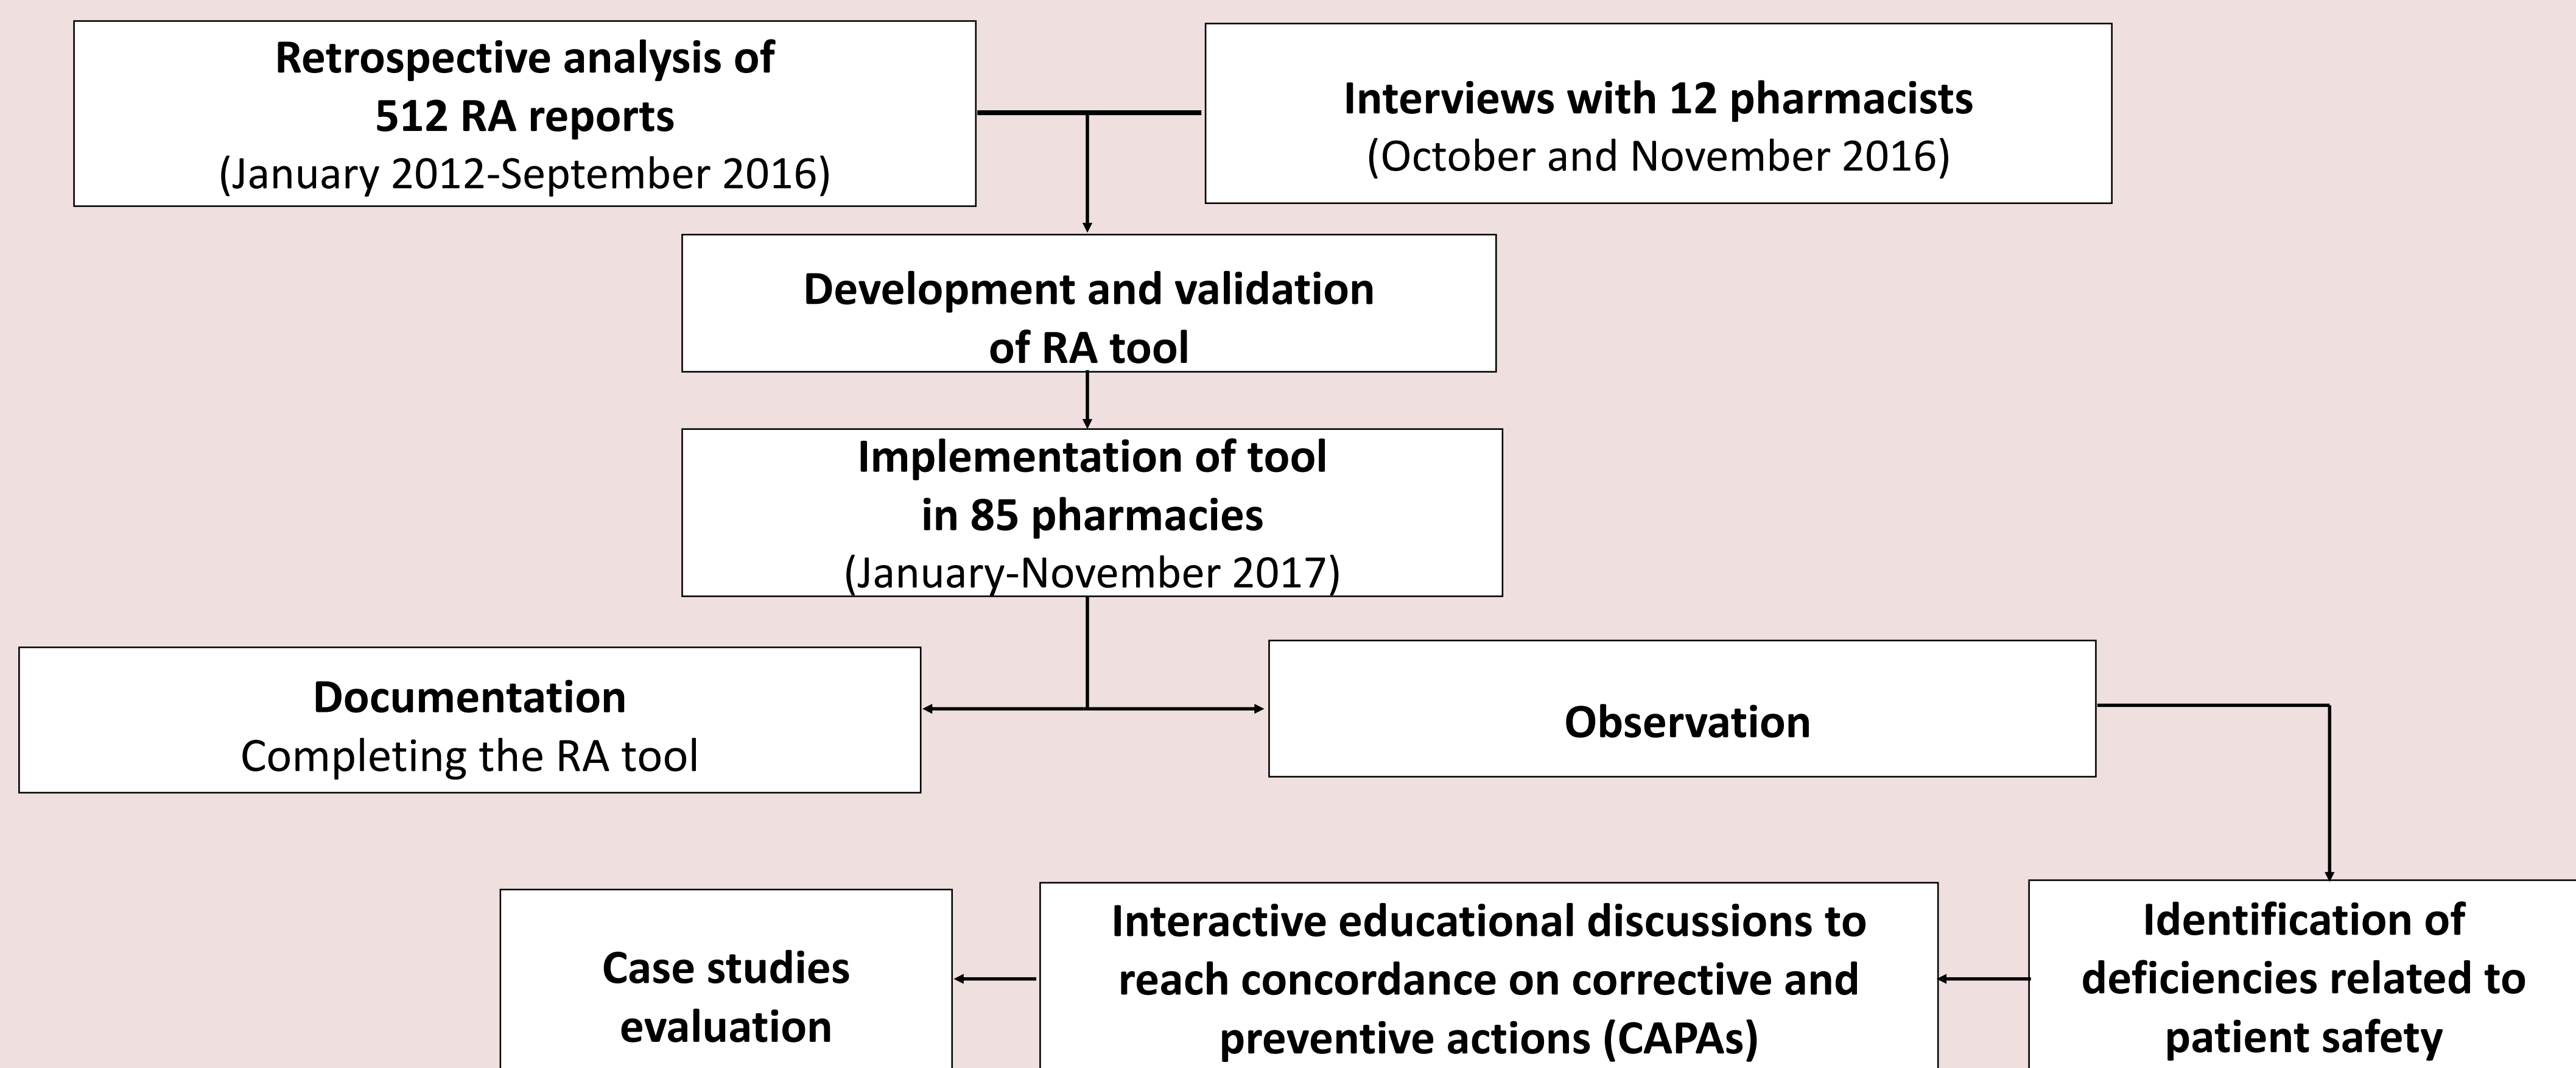 Retrospective analysis of
512 RA reports
(January 2012-September 2016)
Interviews with 12 pharmacists
(October and November 2016)
Development and validation
of RA tool
Implementation of tool
in 85 pharmacies
(January-November 2017)
Documentation
Completing the RA tool
Observation
Case studies
evaluation
Interactive educational discussions to
reach concordance on corrective and
preventive actions (CAPAs)
Identification of
deficiencies related to
patient safety